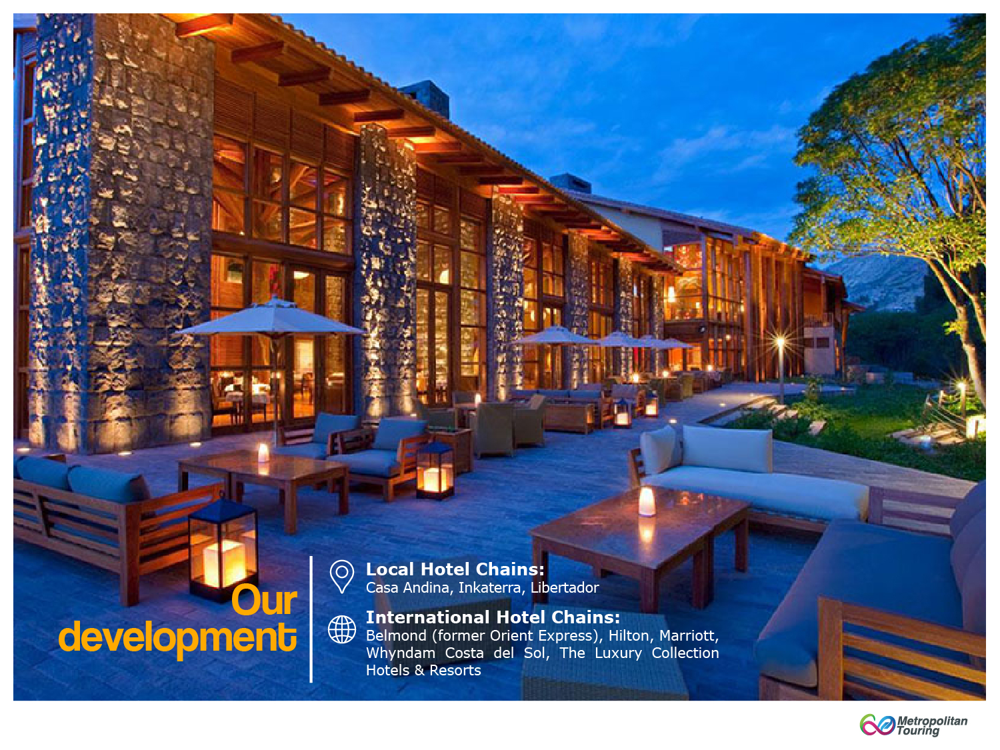 Our
development
Local Hotel Chains:
Casa Andina, Inkaterra, Libertador
International Hotel Chains:
Belmond (former Orient Express), Hilton, Marriott,
Whyndam Costa del Sol, The Luxury Collection
Hotels & Resorts
Metropolitan
Touring